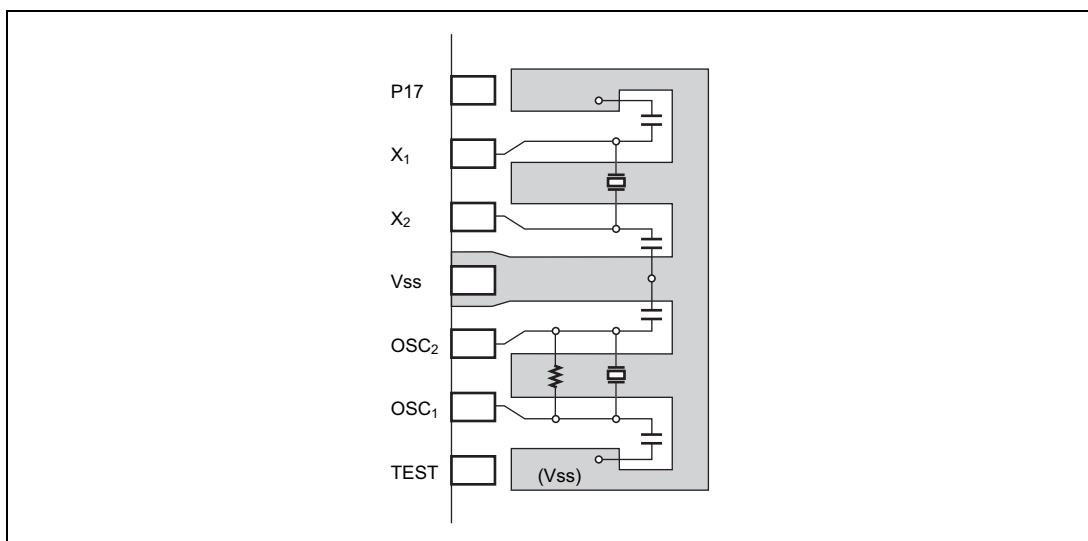 P17
X1
X2
Vss
OSC2
OSC1
TEST
(Vss)